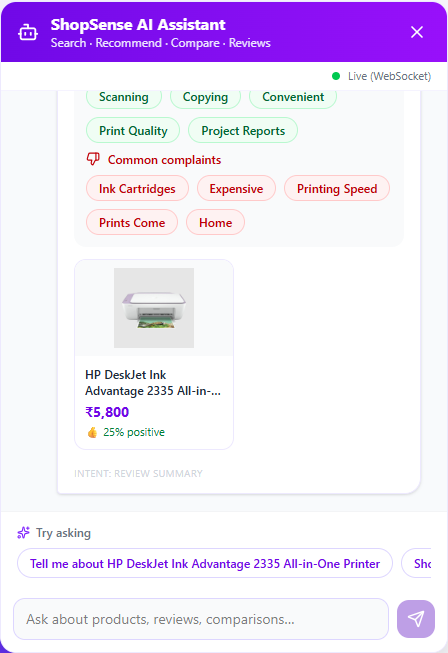 ShopSense AI Assistant
Search · Recommend · Compare · Reviews
Live (WebSocket)
Scanning Copying Convenient
Print Quality Project Reports
Common complaints
Ink Cartridges Expensive Printing Speed
Prints Come Home
HP DeskJet Ink
Advantage 2335 All-in-...
₹5,800
25% positive
INTENT: REVIEW SUMMARY
Try asking
Tell me about HP DeskJet Ink Advantage 2335 All-in-One Printer
Ask about products, reviews, comparisons...